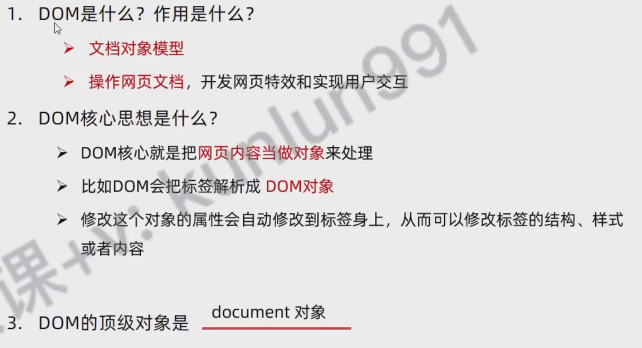 1. DOM是什么？作用是什么？
➢ 文档对象模型
➢ 操作网页文档，开发网页特效和实现用户交互
2. DOM核心思想是什么？
➢ DOM核心就是把网页内容当做对象来处理
➢ 比如DOM会把标签解析成 DOM对象
➢ 修改这个对象的属性会自动修改到标签身上，从而可以修改标签的结构、样式
或者内容
3. DOM的顶级对象是 document 对象
课+v: kunlun991